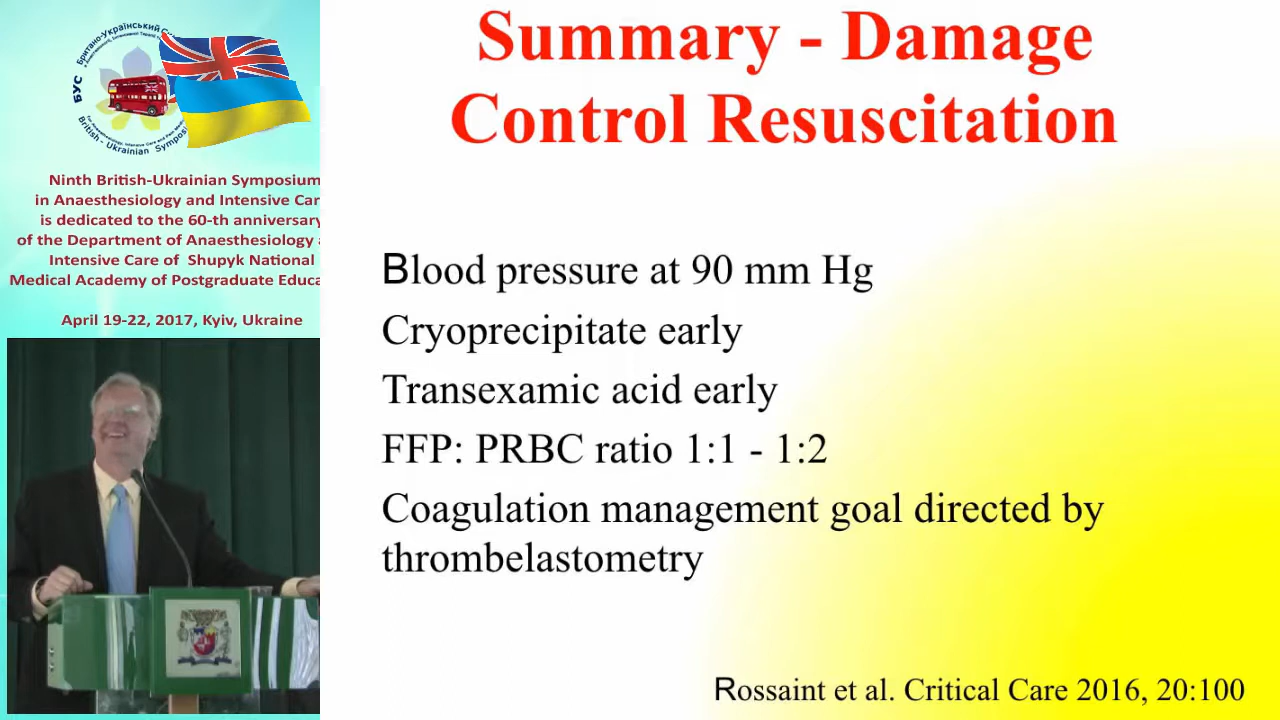 Британо-Український
БУС
British - Ukrainian Symposi
Ninth British-Ukrainian Symposium
in Anaesthesiology and Intensive Car
is dedicated to the 60-th anniversary
of the Department of Anaesthesiology
Intensive Care of Shupyk National
Medical Academy of Postgraduate Educa
April 19-22, 2017, Kyiv, Ukraine
Summary - Damage
Control Resuscitation
Blood pressure at 90 mm Hg
Cryoprecipitate early
Transexamic acid early
FFP: PRBC ratio 1:1 - 1:2
Coagulation management goal directed by
thrombelastometry
Rossaint et al. Critical Care 2016, 20:100